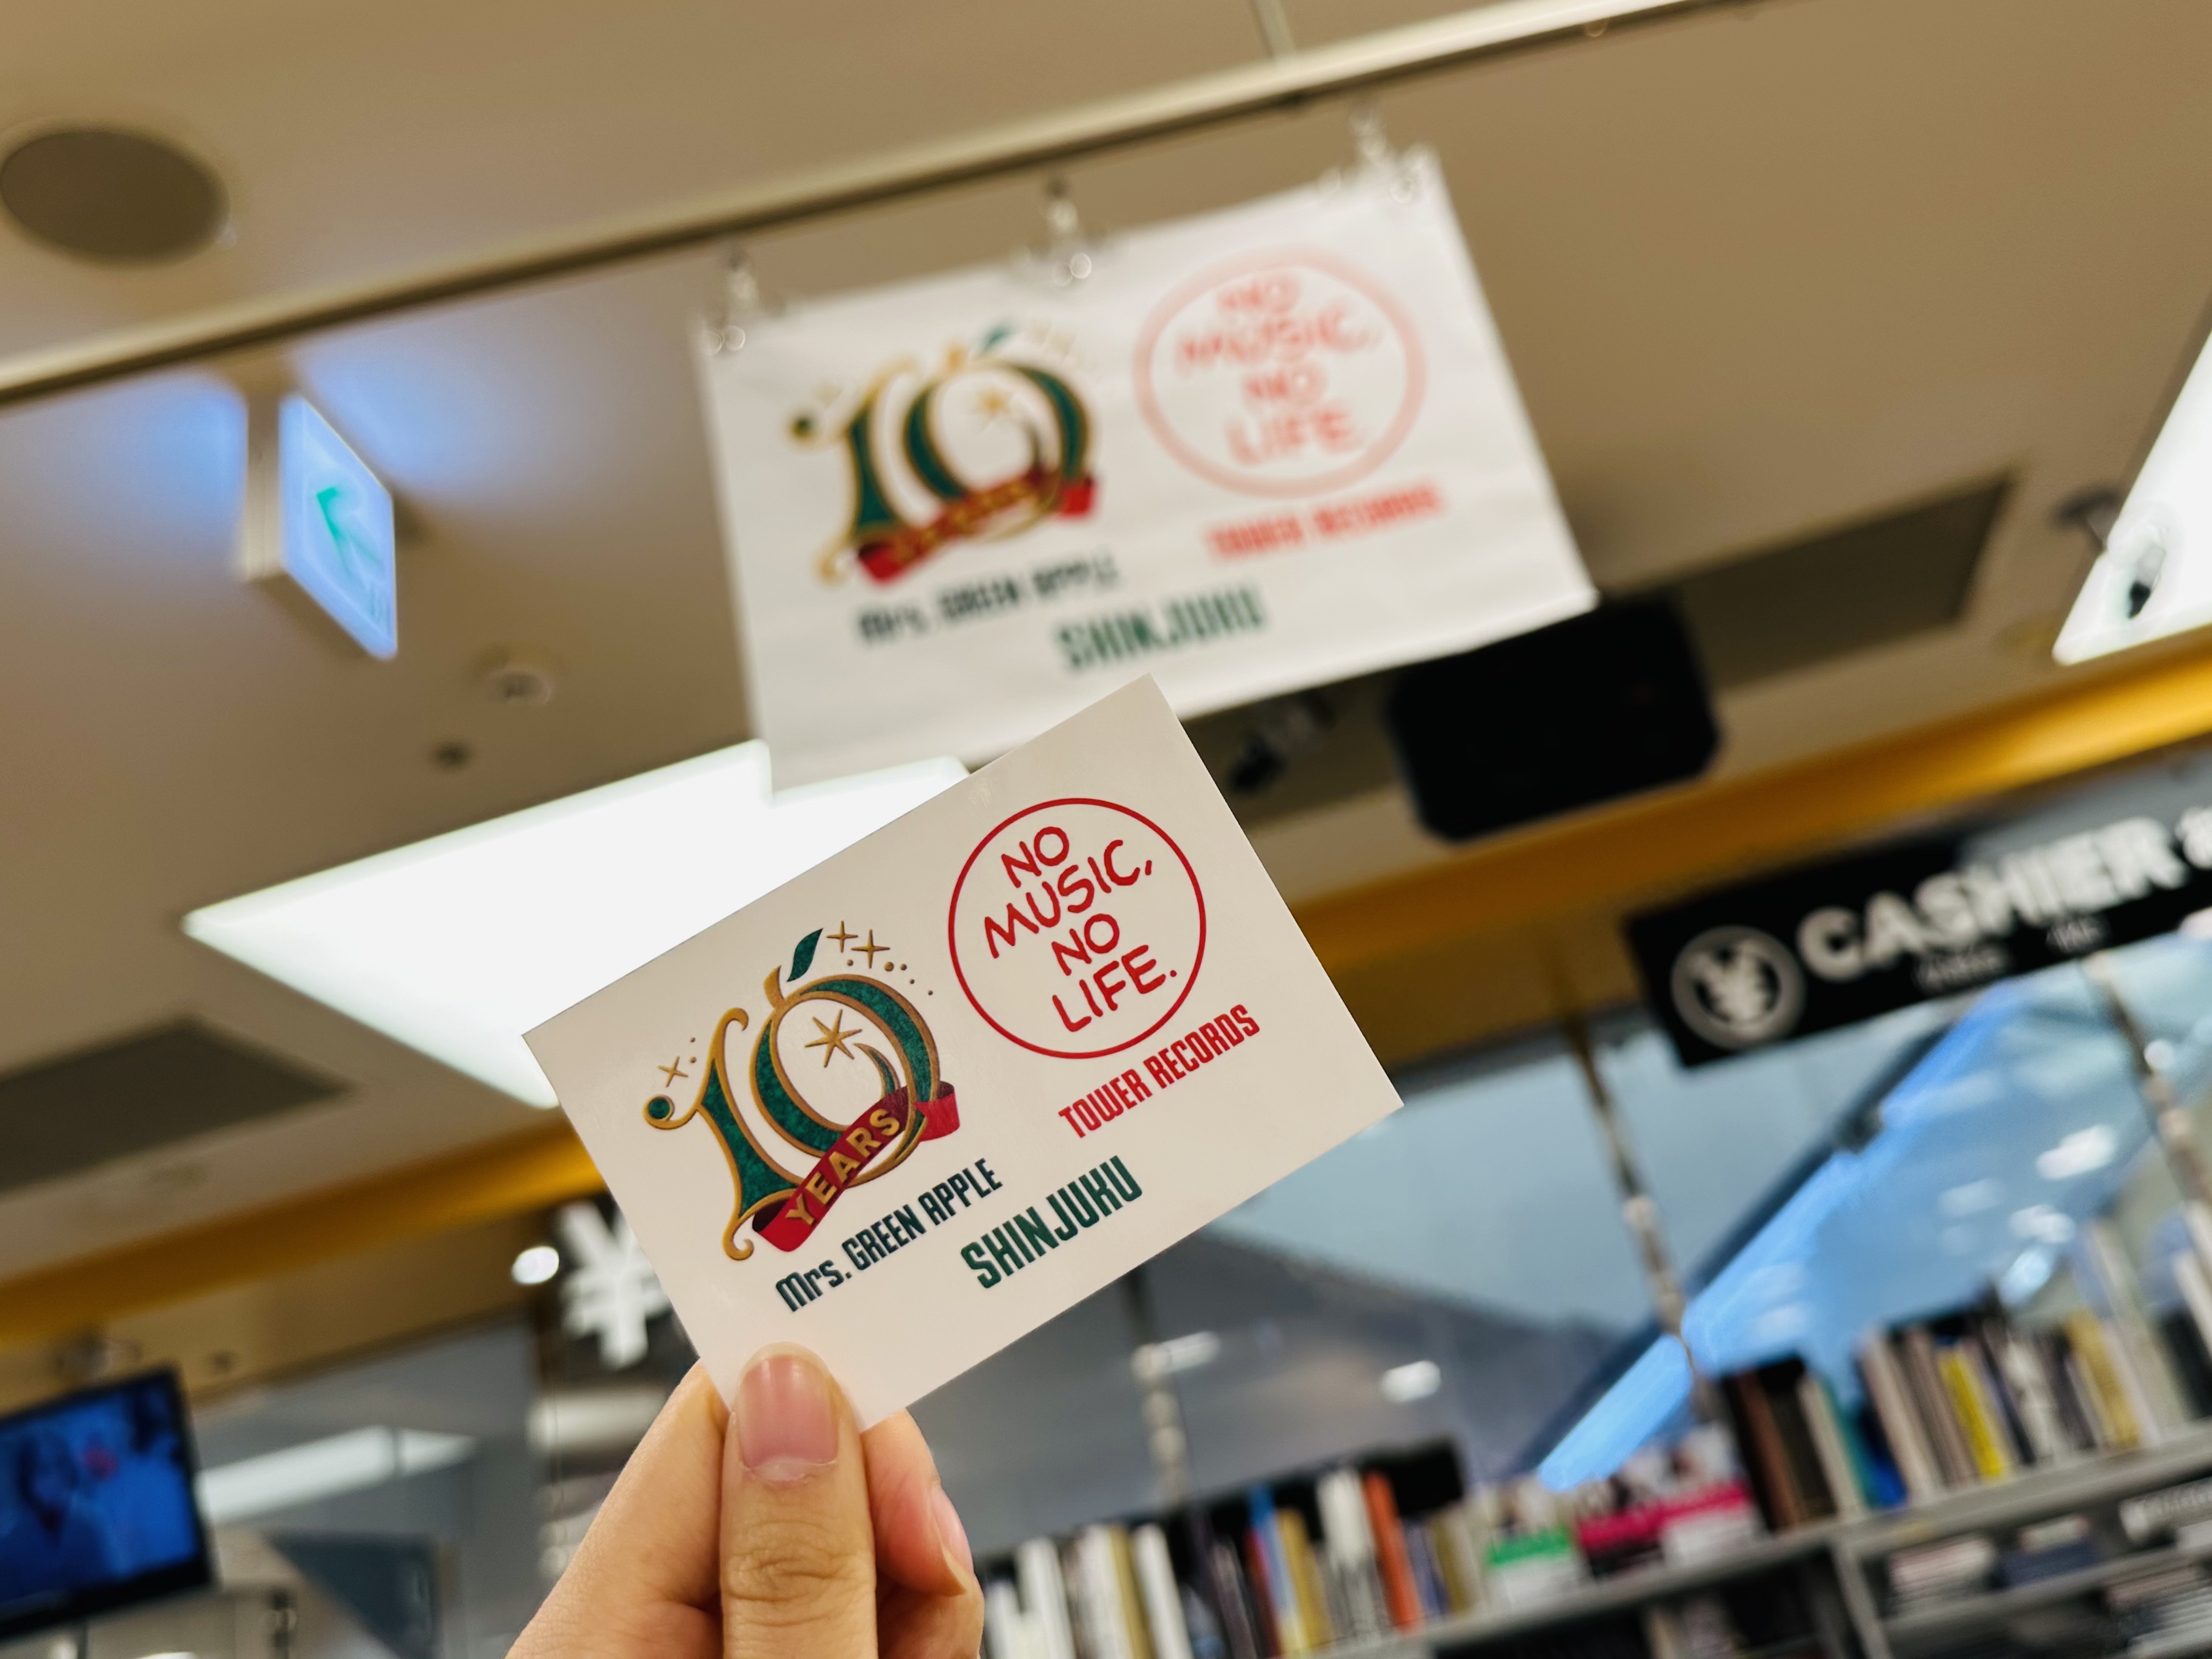 NO
MUSIC,
NO
LIFE.
TOWER RECORDS
Mrs. GREEN APPLE
SHINJUKU
¥ CASHIER
10
YEARS
NO
MUSIC,
NO
LIFE.
TOWER RECORDS
Mrs. GREEN APPLE
SHINJUKU
¥